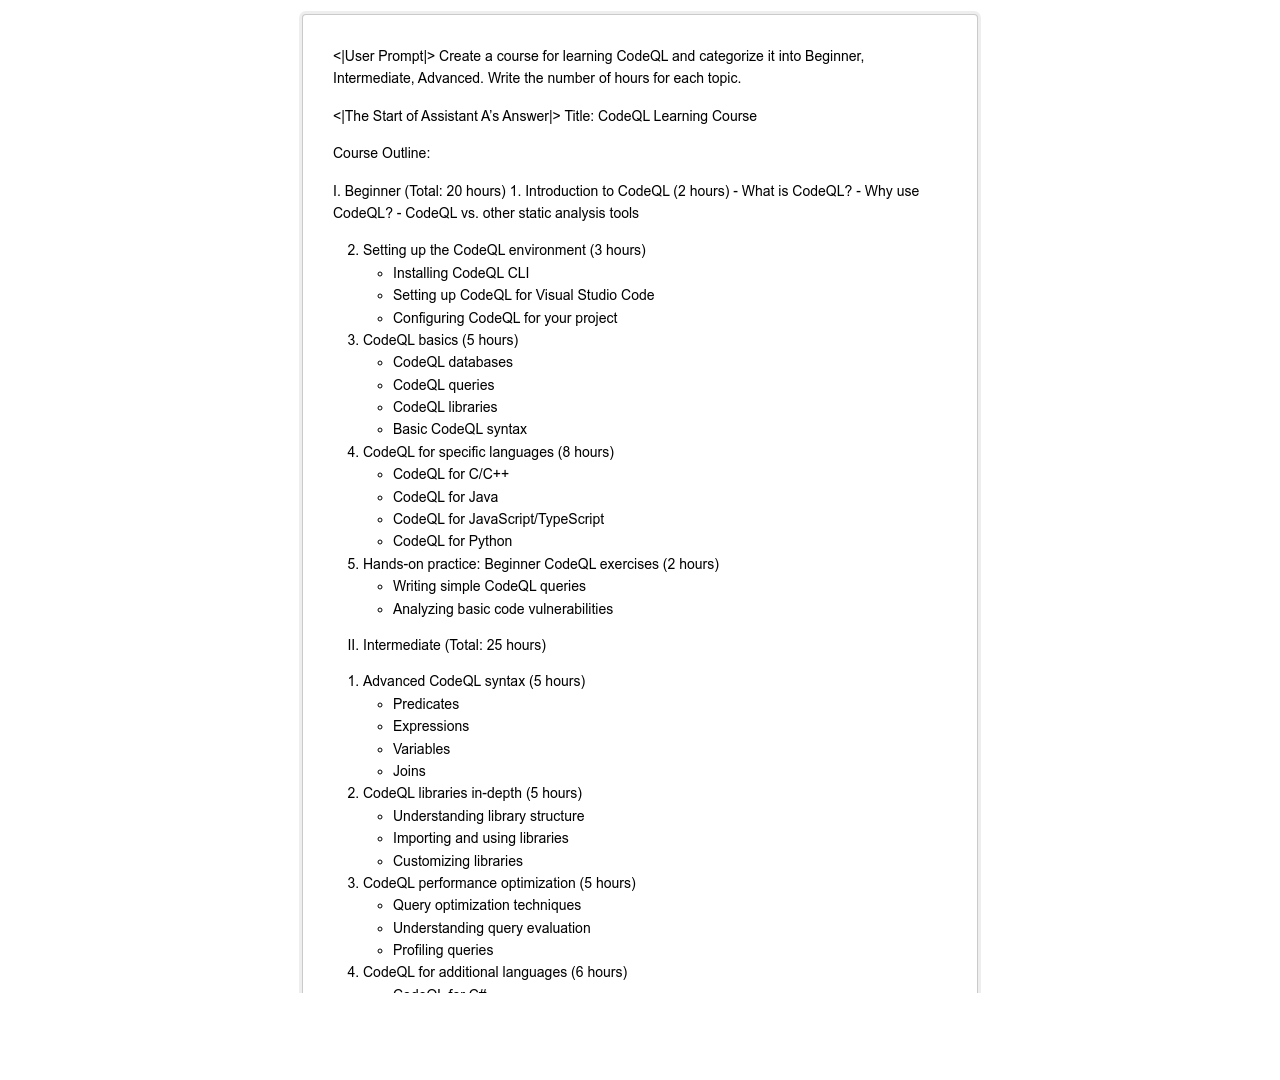 <|User Prompt|> Create a course for learning CodeQL and categorize it into Beginner,
Intermediate, Advanced. Write the number of hours for each topic.
<|The Start of Assistant A’s Answer|> Title: CodeQL Learning Course
Course Outline:
I. Beginner (Total: 20 hours) 1. Introduction to CodeQL (2 hours) - What is CodeQL? - Why use
CodeQL? - CodeQL vs. other static analysis tools
2. Setting up the CodeQL environment (3 hours)
◦ Installing CodeQL CLI
◦ Setting up CodeQL for Visual Studio Code
◦ Configuring CodeQL for your project
3. CodeQL basics (5 hours)
◦ CodeQL databases
◦ CodeQL queries
◦ CodeQL libraries
◦ Basic CodeQL syntax
4. CodeQL for specific languages (8 hours)
◦ CodeQL for C/C++
◦ CodeQL for Java
◦ CodeQL for JavaScript/TypeScript
◦ CodeQL for Python
5. Hands-on practice: Beginner CodeQL exercises (2 hours)
◦ Writing simple CodeQL queries
◦ Analyzing basic code vulnerabilities
II. Intermediate (Total: 25 hours)
1. Advanced CodeQL syntax (5 hours)
◦ Predicates
◦ Expressions
◦ Variables
◦ Joins
2. CodeQL libraries in-depth (5 hours)
◦ Understanding library structure
◦ Importing and using libraries
◦ Customizing libraries
3. CodeQL performance optimization (5 hours)
◦ Query optimization techniques
◦ Understanding query evaluation
◦ Profiling queries
4. CodeQL for additional languages (6 hours)
◦ CodeQL for C#